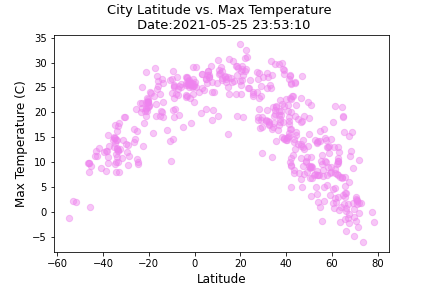 City Latitude vs. Max Temperature
Date:2021-05-25 23:53:10
Max Temperature (C)
35
30
25
20
15
10
5
0
−5
−60 −40 −20 0 20 40 60 80
Latitude